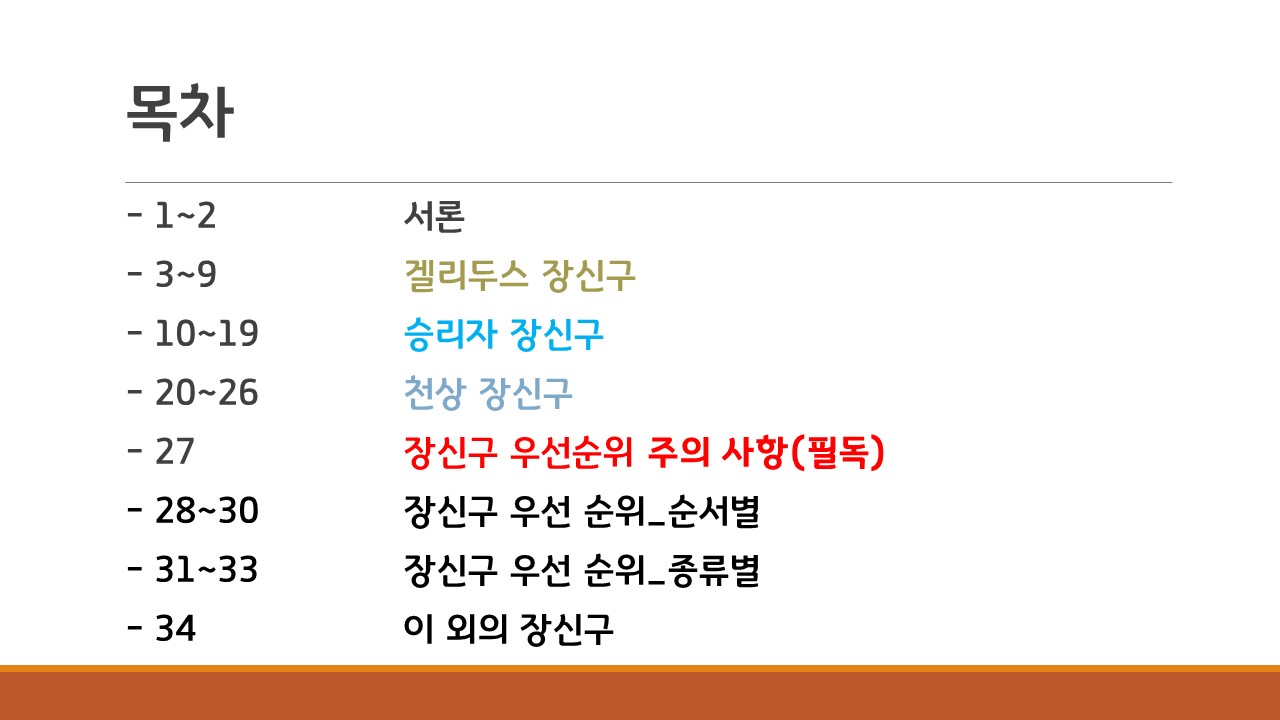 목차
- 1~2 서론
- 3~9 겔리두스 장신구
- 10~19 승리자 장신구
- 20~26 천상 장신구
- 27 장신구 우선순위 주의 사항(필독)
- 28~30 장신구 우선 순위_순서별
- 31~33 장신구 우선 순위_종류별
- 34 이 외의 장신구